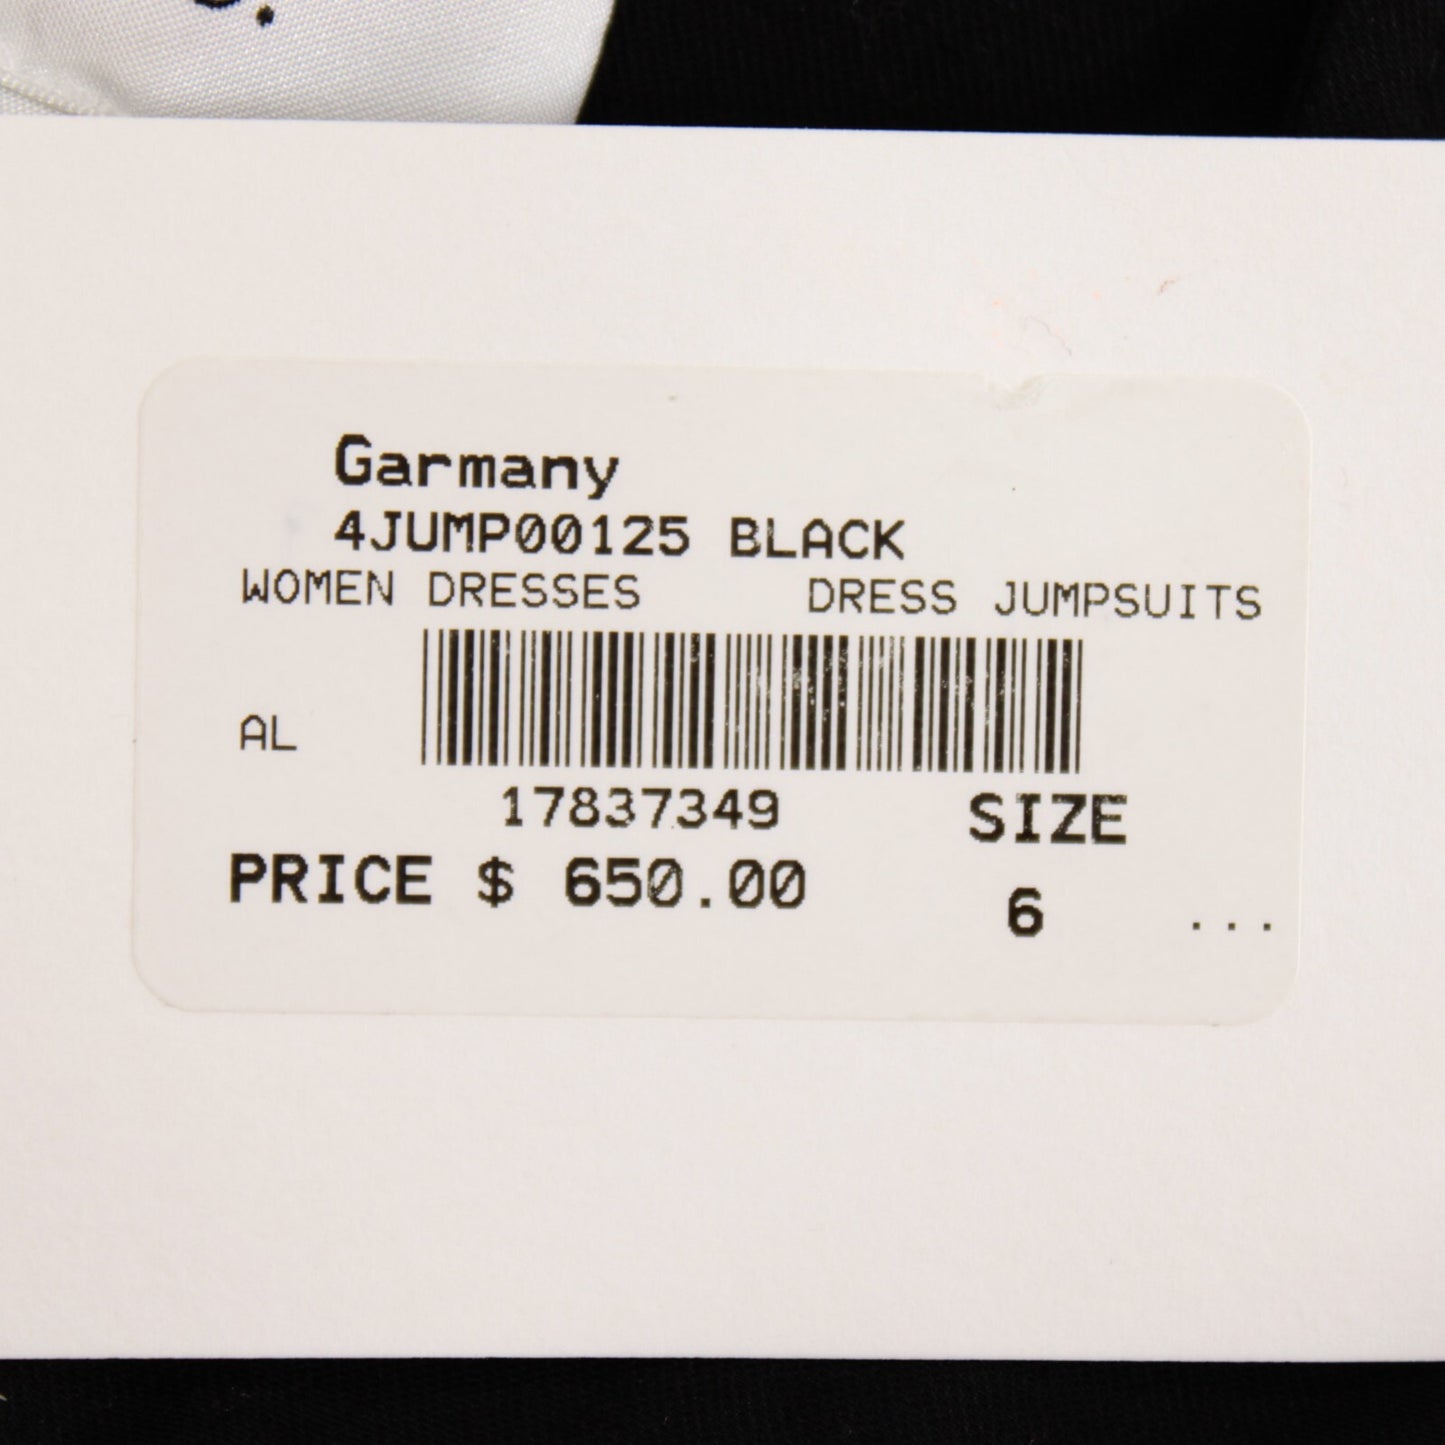 Garmany
4JUMP00125 BLACK
WOMEN DRESSES DRESS JUMPSUITS
AL
17837349 SIZE
PRICE $ 650.00
6 ...